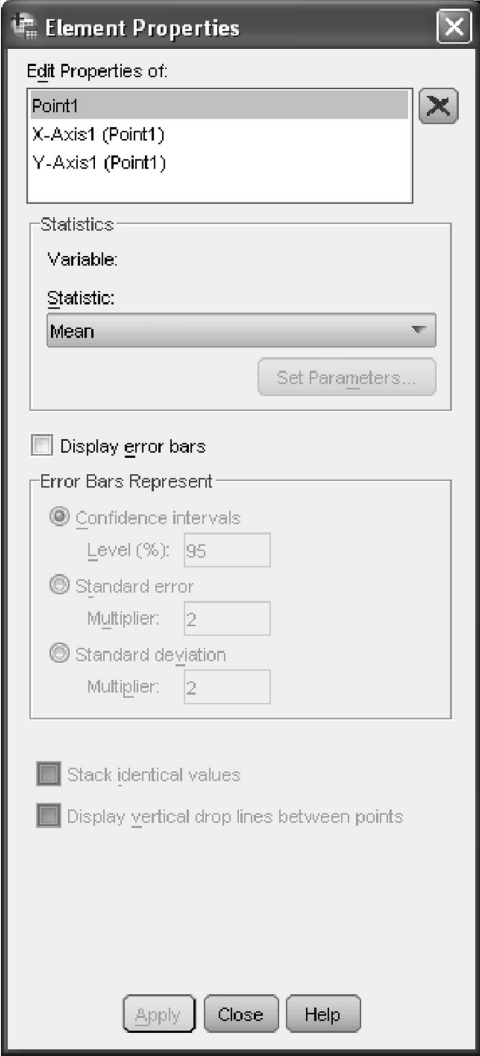 Element Properties
Edit Properties of:
Point1
X-Axis1 (Point1)
Y-Axis1 (Point1)
Statistics
Variable:
Statistic:
Mean
Set Parameters...
Display error bars
Error Bars Represent
Confidence intervals
Level (%): 95
Standard error
Multiplier: 2
Standard deviation
Multiplier: 2
Stack identical values
Display vertical drop lines between points
Apply Close Help